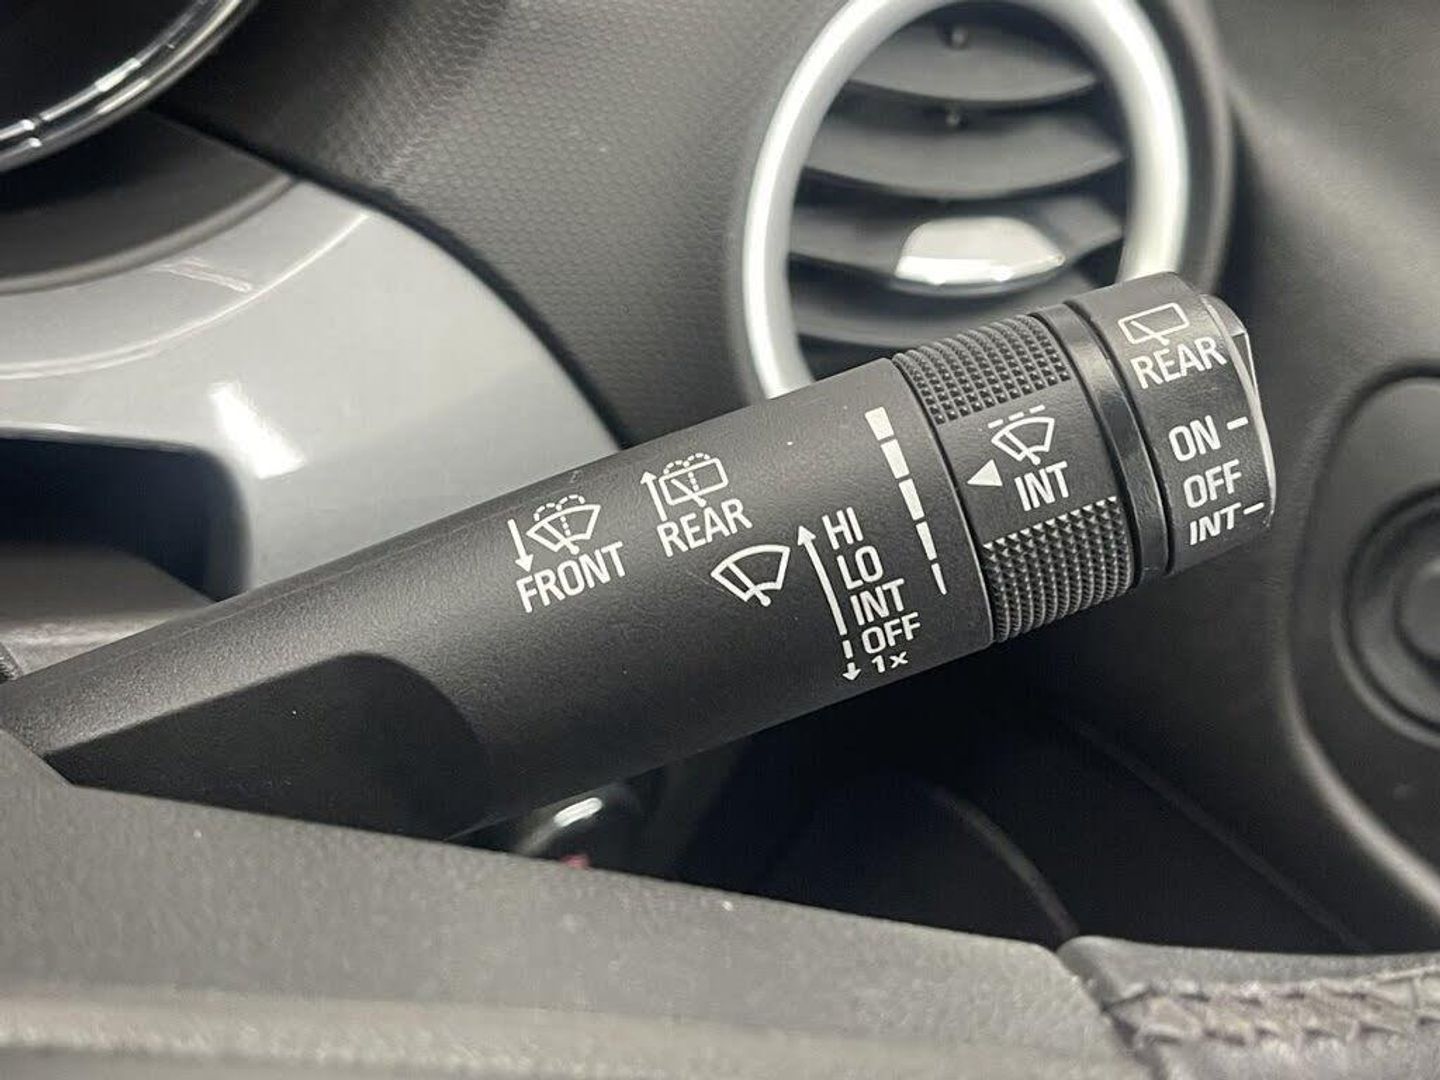 FRONT
REAR
HI
LO
INT
OFF
1x
INT
REAR
ON
OFF
INT